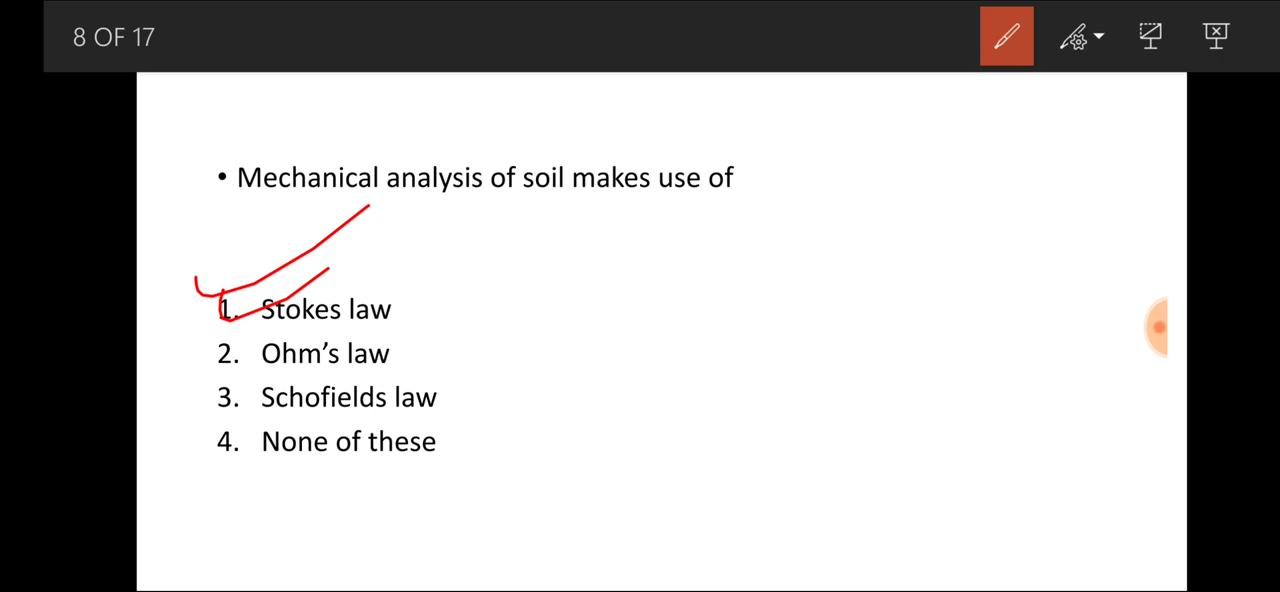 8 OF 17
• Mechanical analysis of soil makes use of
1. Stokes law
2. Ohm’s law
3. Schofields law
4. None of these